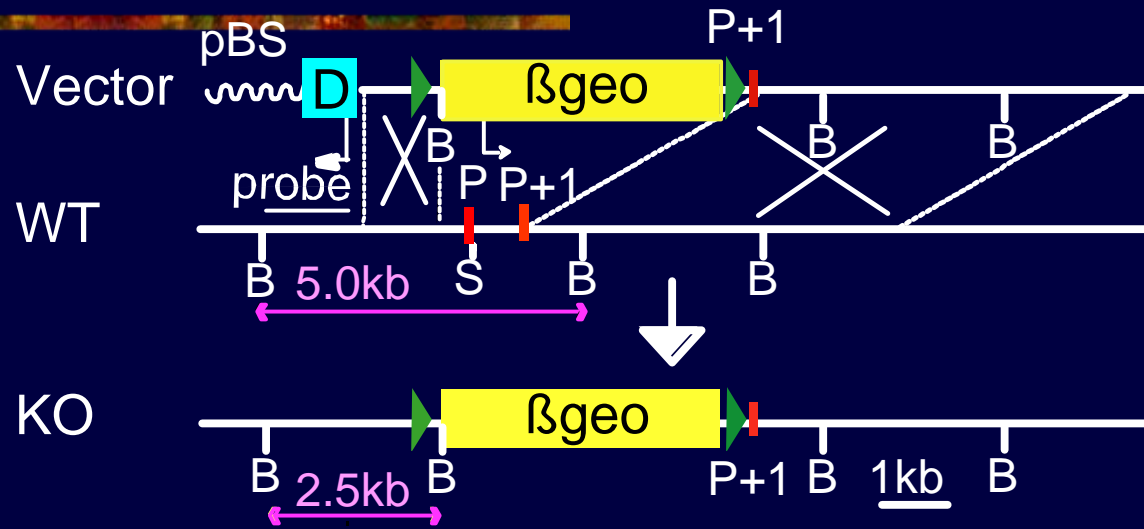 pBS
P+1
Vector
D
ßgeo
B
B
B
probe
P P+1
WT
B
5.0kb
S
B
B
KO
ßgeo
B
2.5kb
B
P+1
B
1kb
B